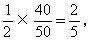 1/2 × 40/50 = 2/5 ,